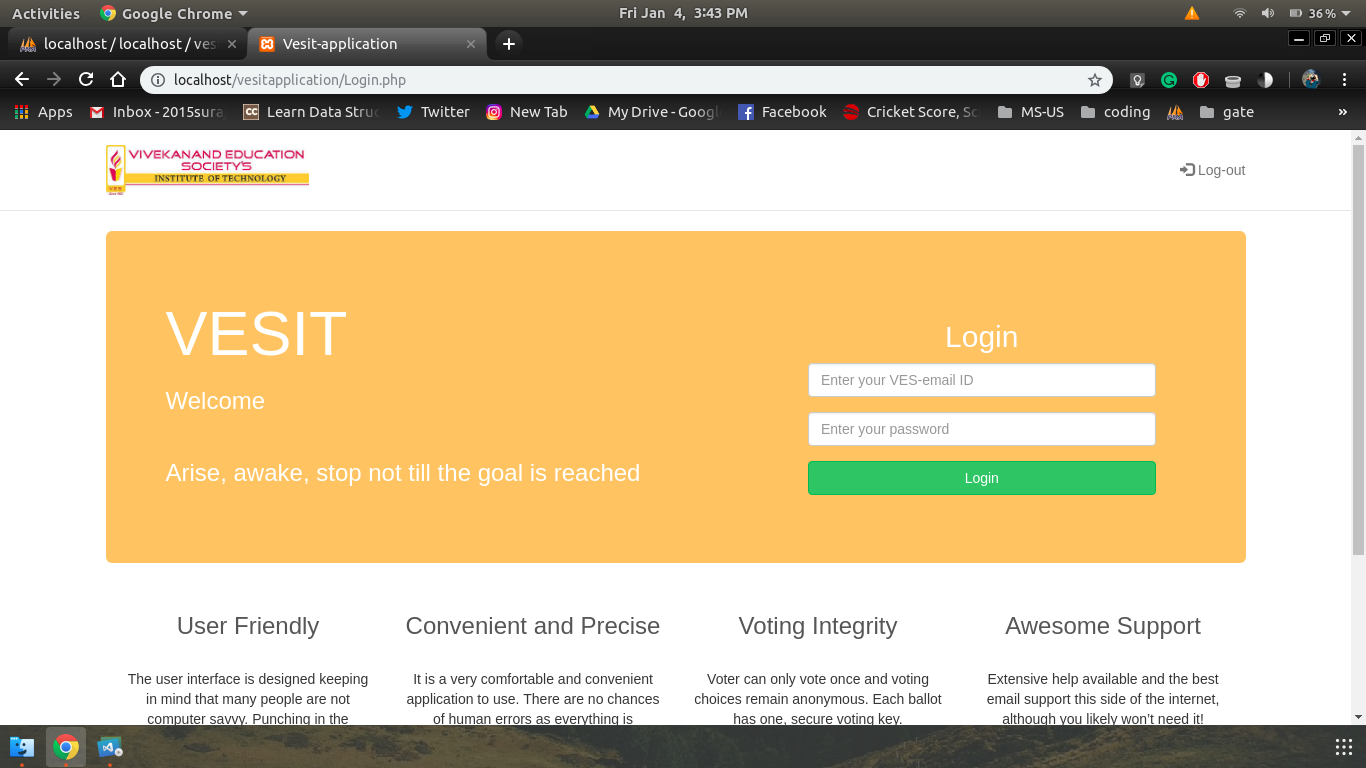 Activities Google Chrome Fri Jan 4, 3:43 PM 36%
localhost / localhost / ves Vesit-application
localhost/vesitapplication/Login.php
Apps Inbox - 2015sura Learn Data Struc Twitter New Tab My Drive - Googl Facebook Cricket Score, Sc MS-US coding gate »
VIVEKANAND EDUCATION
SOCIETY'S
INSTITUTE OF TECHNOLOGY
Log-out
VESIT
Welcome
Arise, awake, stop not till the goal is reached
Login
Enter your VES-email ID
Enter your password
Login
User Friendly
The user interface is designed keeping
in mind that many people are not
computer savvy. Punching in the
Convenient and Precise
It is a very comfortable and convenient
application to use. There are no chances
of human errors as everything is
Voting Integrity
Voter can only vote once and voting
choices remain anonymous. Each ballot
has one, secure voting key.
Awesome Support
Extensive help available and the best
email support this side of the internet,
although you likely won't need it!